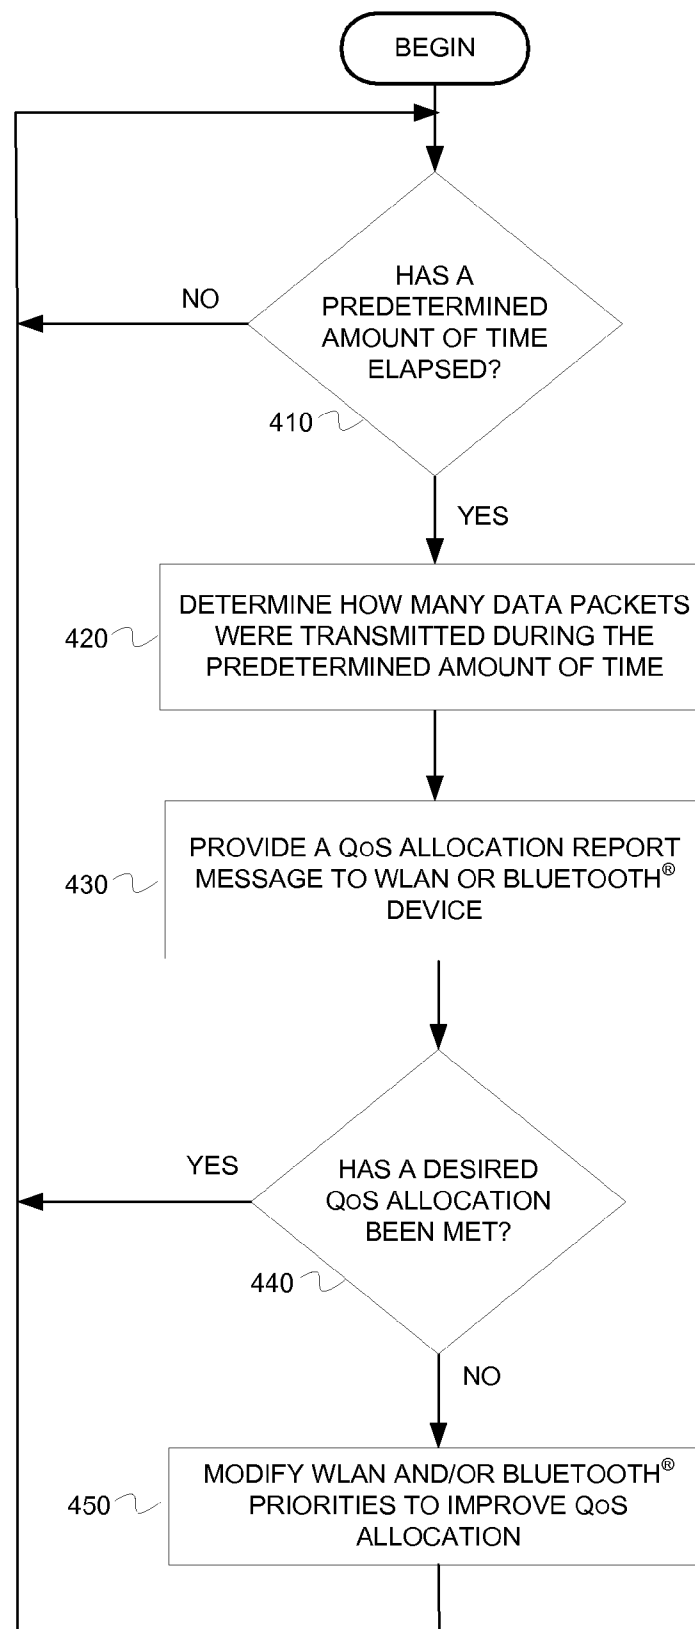 BEGIN
NO
HAS A
PREDETERMINED
AMOUNT OF TIME
ELAPSED?
410
YES
DETERMINE HOW MANY DATA PACKETS
WERE TRANSMITTED DURING THE
PREDETERMINED AMOUNT OF TIME
420
PROVIDE A QoS ALLOCATION REPORT
MESSAGE TO WLAN OR BLUETOOTH®
DEVICE
430
YES
HAS A DESIRED
QoS ALLOCATION
BEEN MET?
440
NO
MODIFY WLAN AND/OR BLUETOOTH®
PRIORITIES TO IMPROVE QoS
ALLOCATION
450